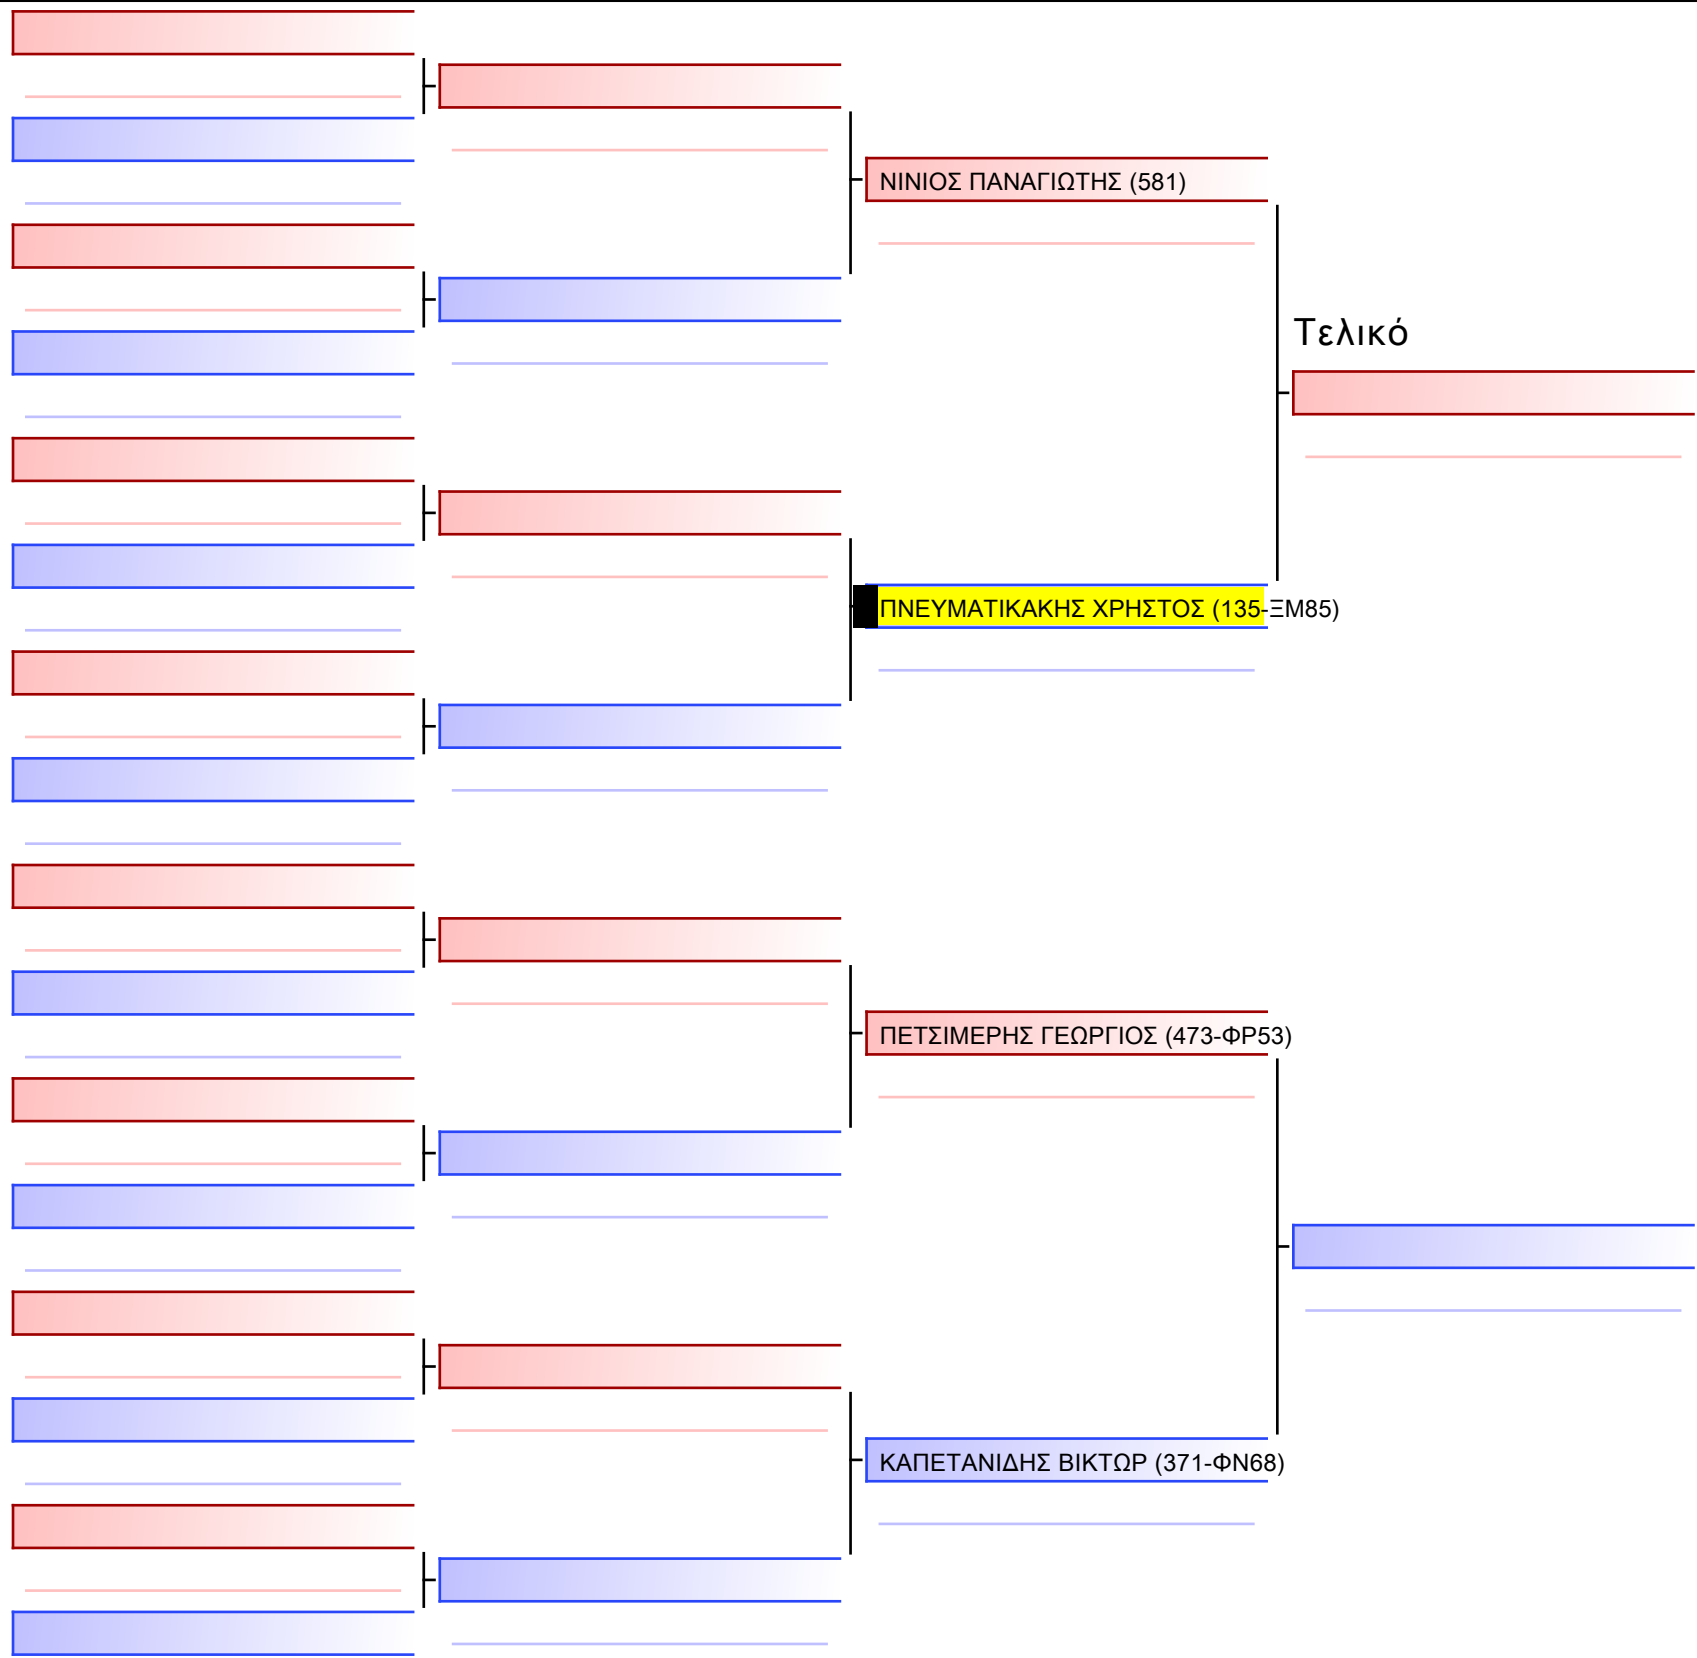 ΝΙΝΙΟΣ ΠΑΝΑΓΙΩΤΗΣ (581)
Τελικό
ΠΝΕΥΜΑΤΙΚΑΚΗΣ ΧΡΗΣΤΟΣ (135-ΞΜ85)
ΠΕΤΣΙΜΕΡΗΣ ΓΕΩΡΓΙΟΣ (473-ΦΡ53)
ΚΑΠΕΤΑΝΙΔΗΣ ΒΙΚΤΩΡ (371-ΦΝ68)